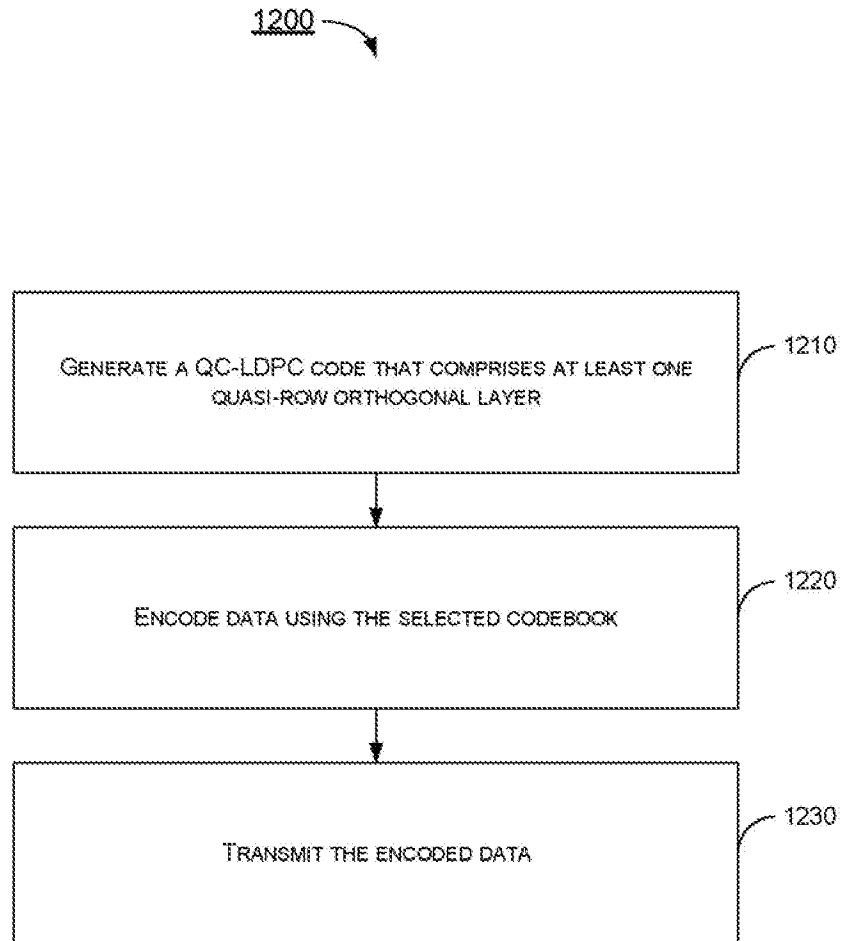 1200
GENERATE A QC-LDPC CODE THAT COMPRISES AT LEAST ONE
QUASI-ROW ORTHOGONAL LAYER
1210
ENCODE DATA USING THE SELECTED CODEBOOK
1220
TRANSMIT THE ENCODED DATA
1230